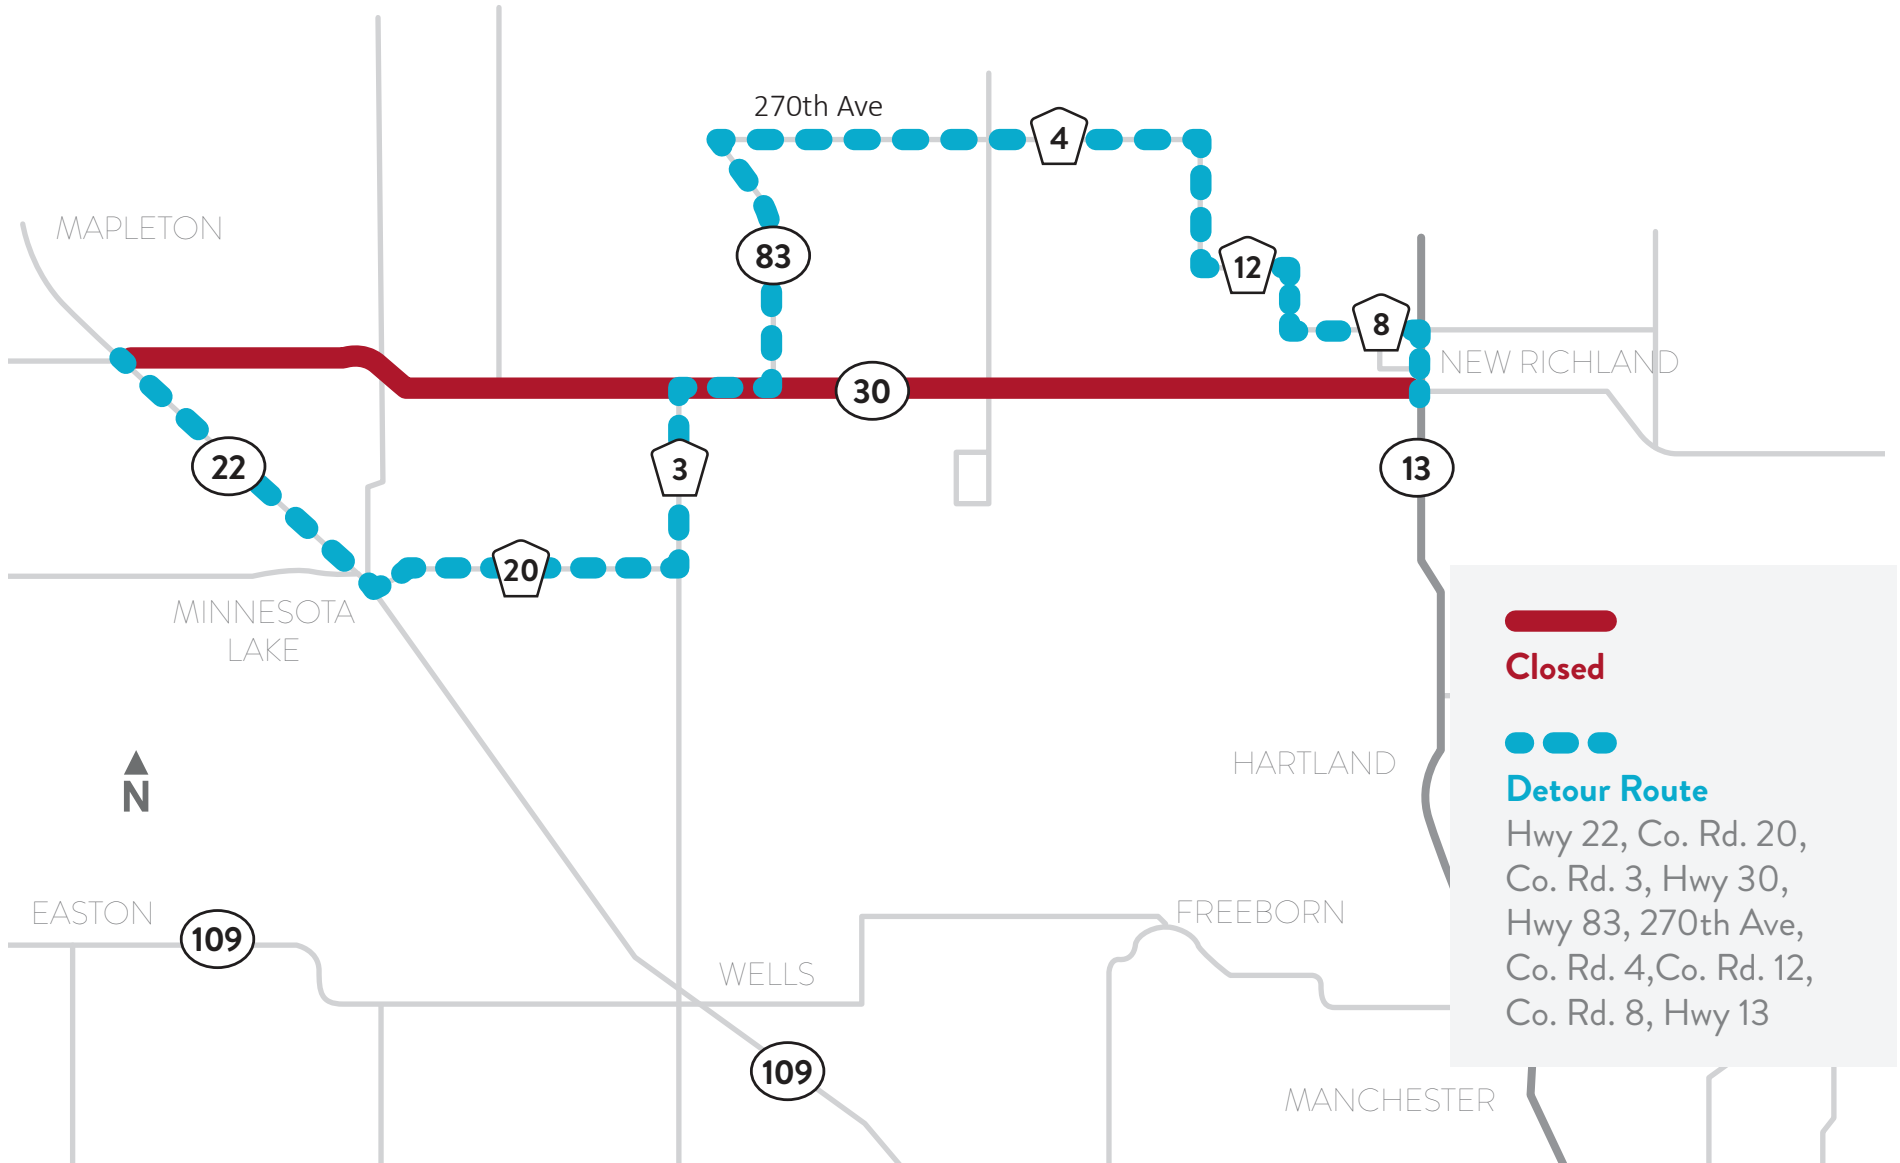 270th Ave
4
MAPLETON
83
12
8
NEW RICHLAND
30
22
3
13
20
MINNESOTA
LAKE
N
HARTLAND
EASTON
109
WELLS
FREEBORN
109
MANCHESTER
Closed
Detour Route
Hwy 22, Co. Rd. 20,
Co. Rd. 3, Hwy 30,
Hwy 83, 270th Ave,
Co. Rd. 4,Co. Rd. 12,
Co. Rd. 8, Hwy 13